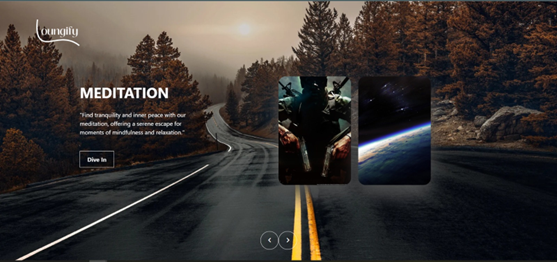 Loungify
MEDITATION
"Find tranquility and inner peace with our
meditation, offering a serene escape for
moments of mindfulness and relaxation."
Dive In